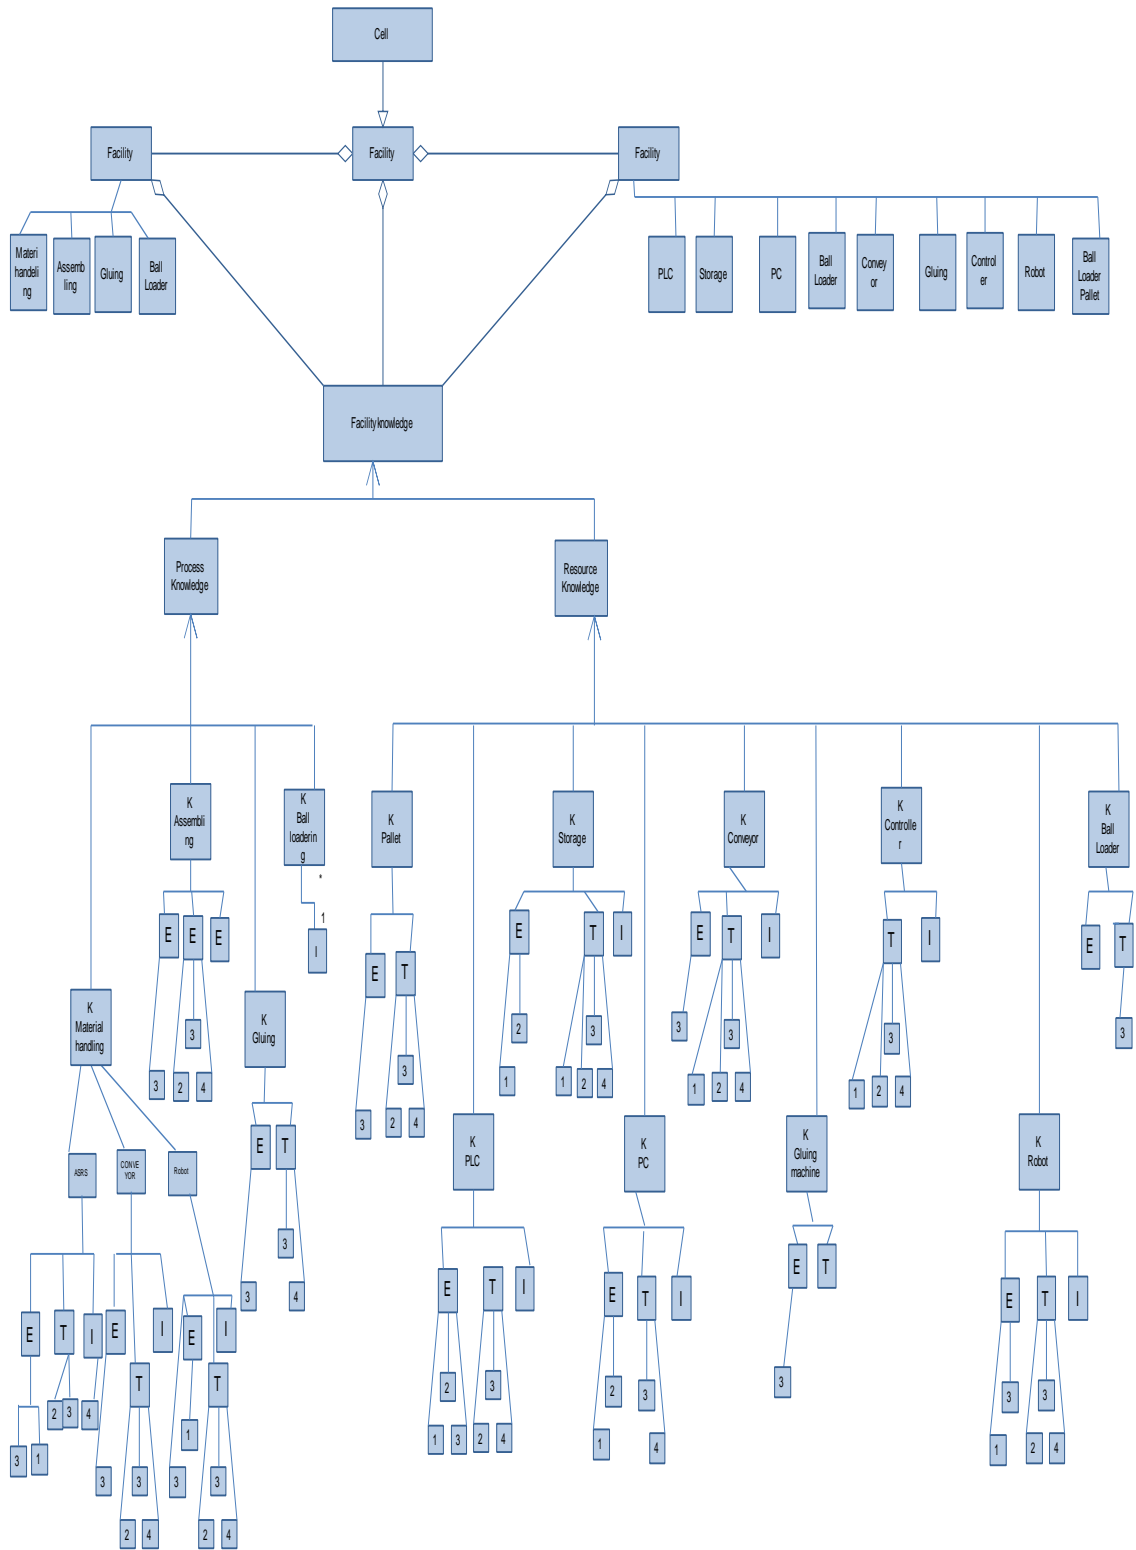 Cell
Facility
Facility
Facility
Materi
handeli
ng
Assemb
ling
Gluing
Ball
Loader
PLC
Storage
PC
Ball
Loader
Convey
or
Gluing
Control
er
Robot
Ball
Loader
Pallet
Facility knowledge
Process
Knowledge
Resource
Knowledge
K
Assembli
ng
K
Ball
loaderin
g
*
1
I
K
Pallet
K
Storage
K
Conveyor
K
Controlle
r
K
Ball
Loader
E
E
E
3
3
2
4
E
T
3
3
2
4
E
T
I
2
1
3
1
2
4
E
T
I
3
3
1
2
4
T
I
3
1
2
4
E
T
3
K
Material
handling
K
Gluing
E
T
3
3
4
ASRS
CONVE
YOR
Robot
E
T
I
3
1
2
3
4
E
I
T
3
3
2
4
E
I
T
1
3
3
2
4
K
PLC
E
T
I
2
1
3
3
2
4
K
PC
E
T
I
2
1
3
4
K
Gluing
machine
E
T
3
K
Robot
E
T
I
3
1
3
2
4